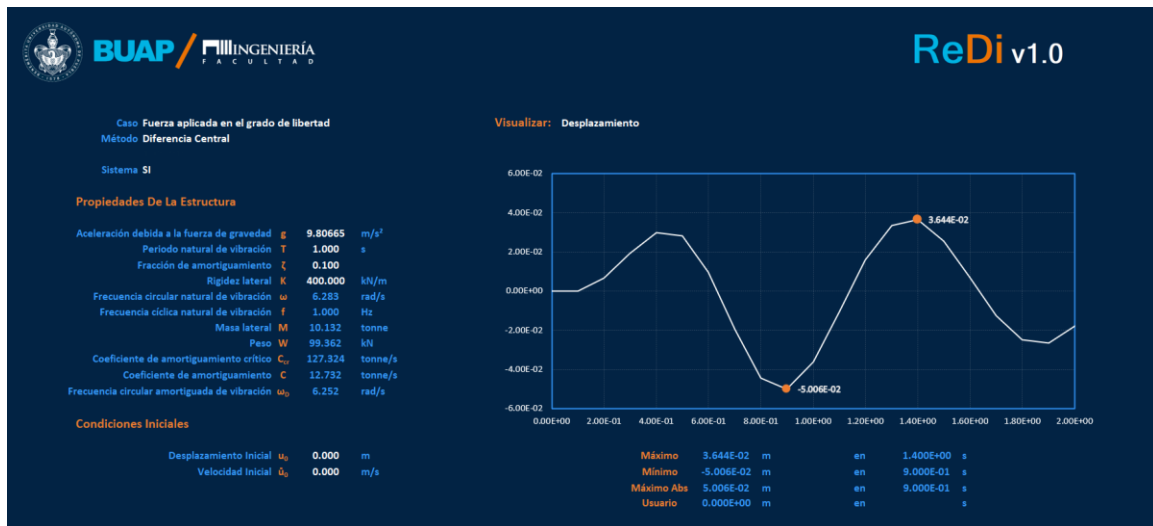 BUAP / INGENIERÍA
FACULTAD
ReDi v1.0
Caso Fuerza aplicada en el grado de libertad
Método Diferencia Central
Sistema SI
Propiedades De La Estructura
Aceleración debida a la fuerza de gravedad g 9.80665 m/s²
Periodo natural de vibración T 1.000 s
Fracción de amortiguamiento ζ 0.100
Rigidez lateral K 400.000 kN/m
Frecuencia circular natural de vibración ω 6.283 rad/s
Frecuencia cíclica natural de vibración f 1.000 Hz
Masa lateral M 10.132 tonne
Peso W 99.362 kN
Coeficiente de amortiguamiento crítico Ccr 127.324 tonne/s
Coeficiente de amortiguamiento C 12.732 tonne/s
Frecuencia circular amortiguada de vibración ωD 6.252 rad/s
Condiciones Iniciales
Desplazamiento Inicial u₀ 0.000 m
Velocidad Inicial û₀ 0.000 m/s
Visualizar: Desplazamiento
6.00E-02
4.00E-02
2.00E-02
0.00E+00
-2.00E-02
-4.00E-02
-6.00E-02
3.644E-02
-5.006E-02
0.00E+00 2.00E-01 4.00E-01 6.00E-01 8.00E-01 1.00E+00 1.20E+00 1.40E+00 1.60E+00 1.80E+00 2.00E+00
Máximo 3.644E-02 m en 1.400E+00 s
Mínimo -5.006E-02 m en 9.000E-01 s
Máximo Abs 5.006E-02 m en 9.000E-01 s
Usuario 0.000E+00 m en s